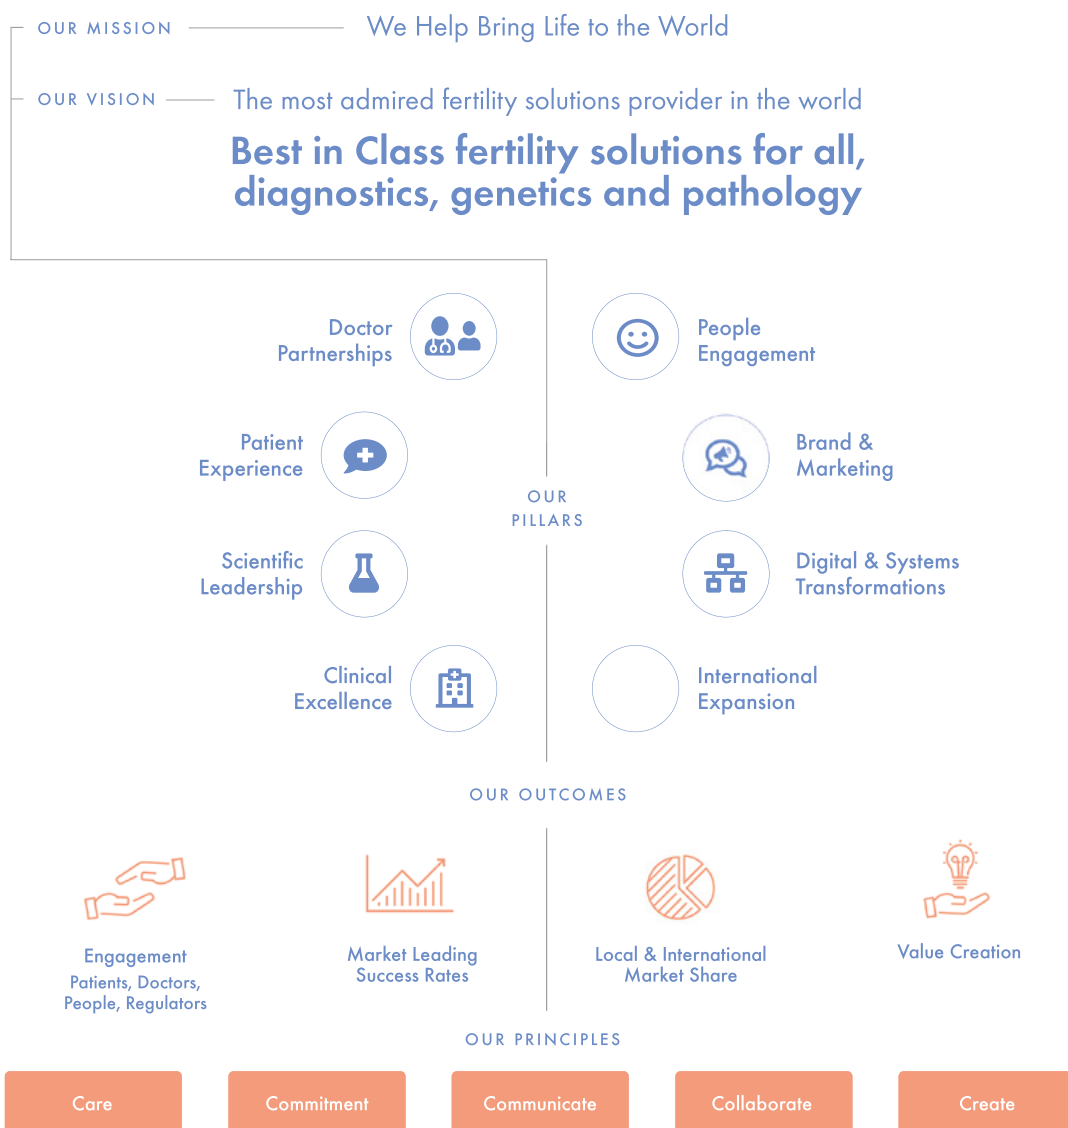 OUR MISSION
We Help Bring Life to the World
OUR VISION
The most admired fertility solutions provider in the world
Best in Class fertility solutions for all,
diagnostics, genetics and pathology
Doctor
Partnerships
People
Engagement
Patient
Experience
Brand &
Marketing
OUR
PILLARS
Scientific
Leadership
Digital & Systems
Transformations
Clinical
Excellence
International
Expansion
OUR OUTCOMES
Engagement
Patients, Doctors,
People, Regulators
Market Leading
Success Rates
Local & International
Market Share
Value Creation
OUR PRINCIPLES
Care
Commitment
Communicate
Collaborate
Create